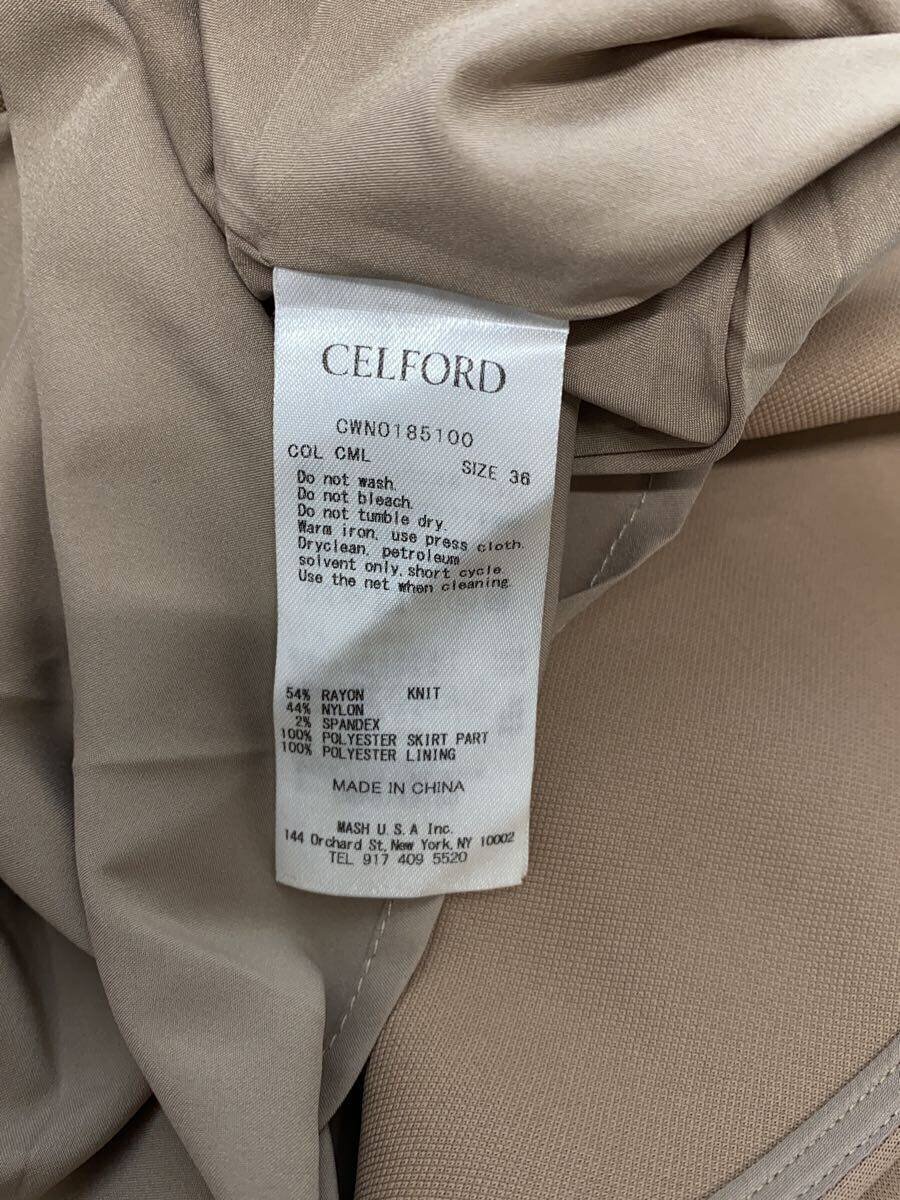 CELFORD
CWNO185100
COL CML SIZE 36
Do not wash.
Do not bleach.
Do not tumble dry.
Warm iron, use press cloth.
Dryclean, petroleum
solvent only, short cycle.
Use the net when cleaning.
54% RAYON KNIT
44% NYLON
2% SPANDEX
100% POLYESTER SKIRT PART
100% POLYESTER LINING
MADE IN CHINA
MASH U.S.A Inc.
144 Orchard St, New York, NY 10002
TEL 917 409 5520